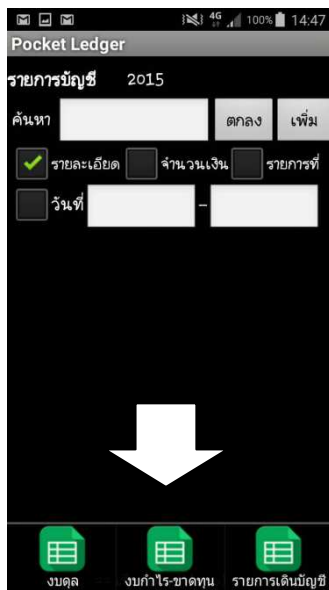 4G 100% 14:47
Pocket Ledger
รายการบัญชี 2015
ค้นหา ตกลง เพิ่ม
รายละเอียด จำนวนเงิน รายการที่
วันที่ –
งบดุล งบกำไร-ขาดทุน รายการเดินบัญชี